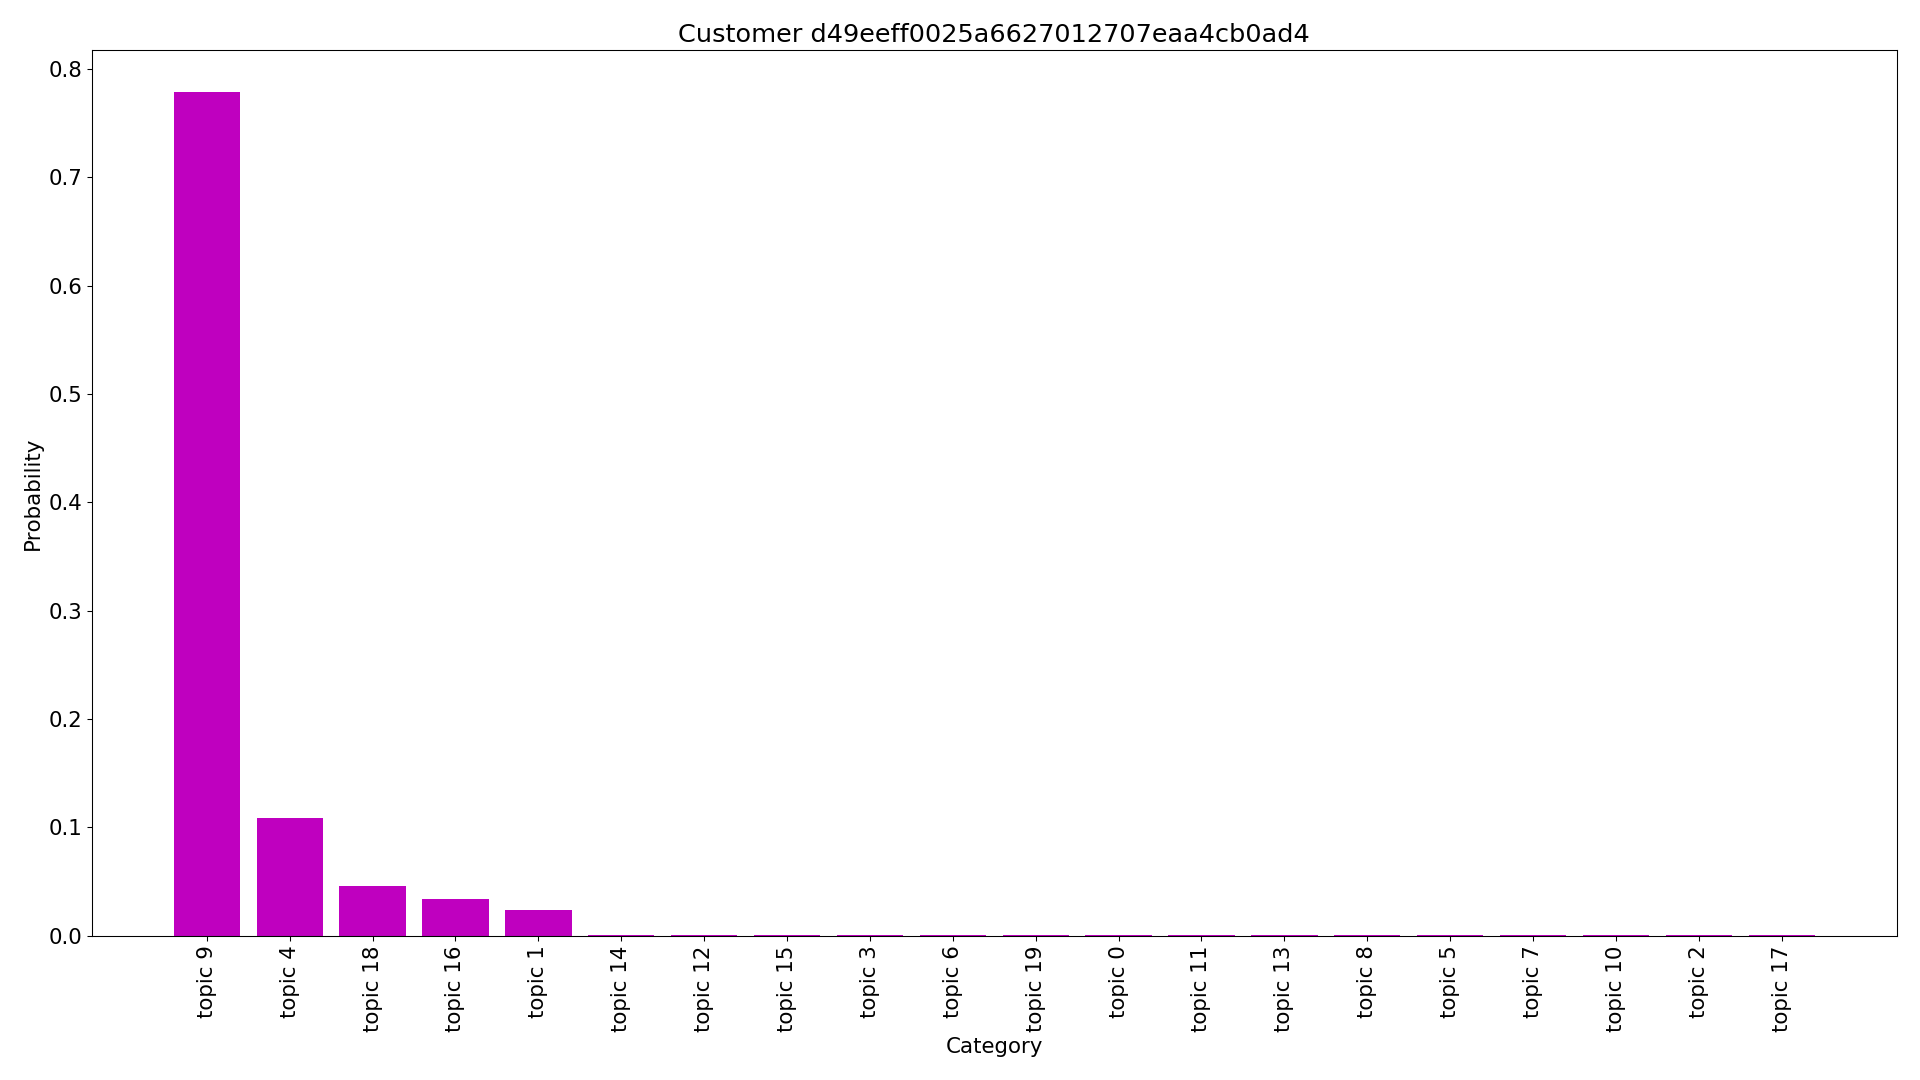 Customer d49eeff0025a6627012707eaa4cb0ad4
0.8
0.7
0.6
0.5
0.4
0.3
0.2
0.1
0.0
Probability
topic 9
topic 4
topic 18
topic 16
topic 1
topic 14
topic 12
topic 15
topic 3
topic 6
topic 19
topic 0
topic 11
topic 13
topic 8
topic 5
topic 7
topic 10
topic 2
topic 17
Category